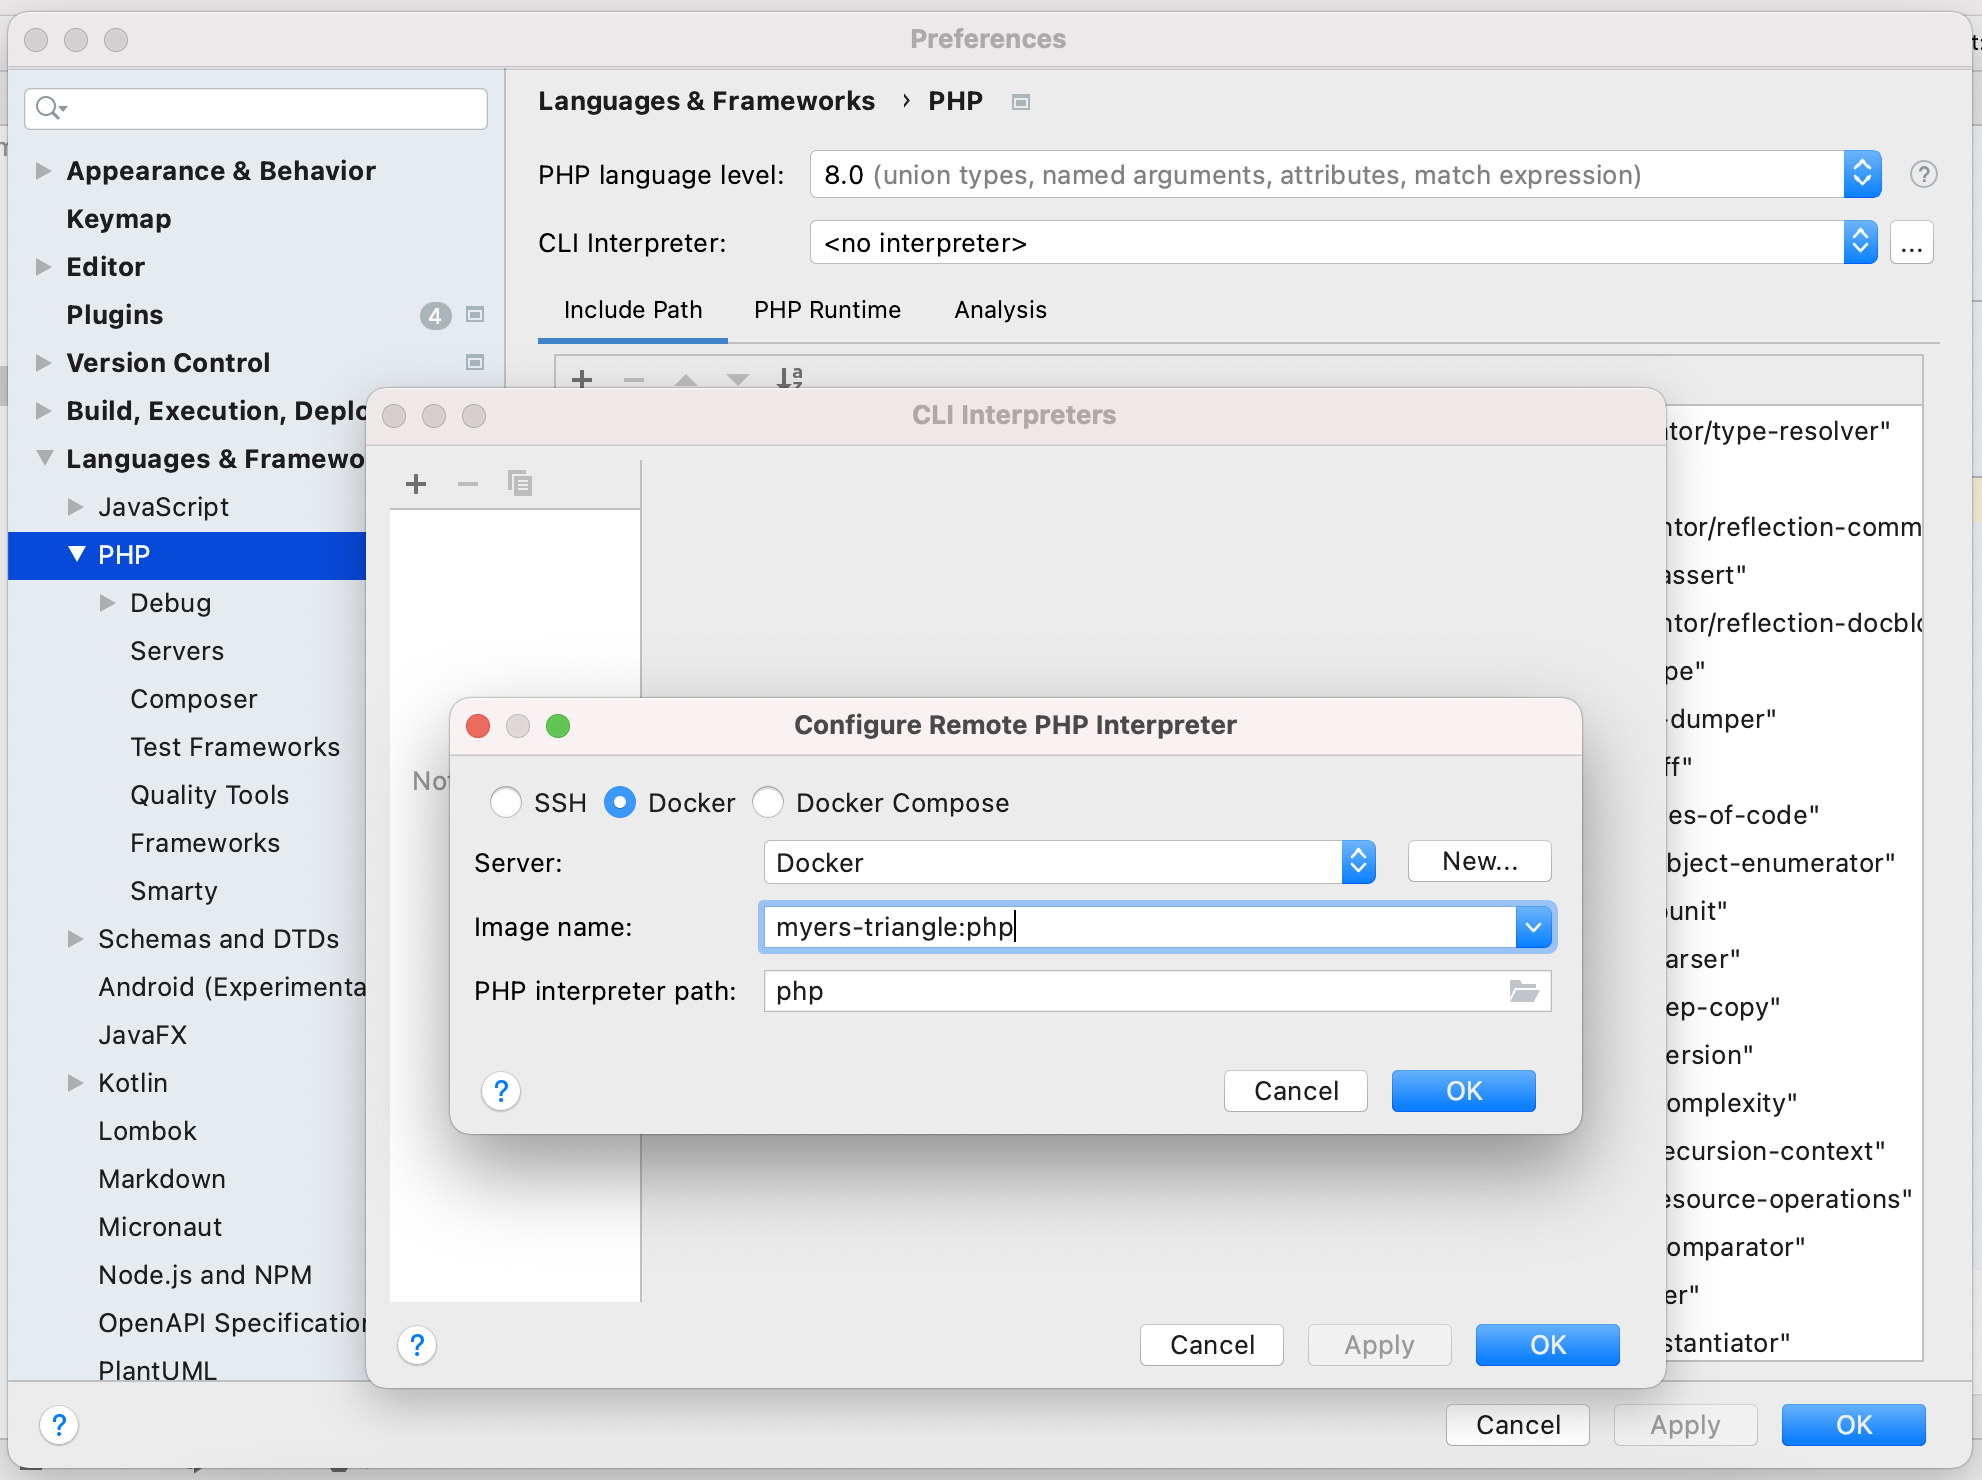 Preferences
Languages & Frameworks › PHP
Appearance & Behavior
Keymap
Editor
Plugins 4
Version Control
Build, Execution, Deplo
Languages & Framewo
JavaScript
PHP
Debug
Servers
Composer
Test Frameworks
Quality Tools
Frameworks
Smarty
Schemas and DTDs
Android (Experimenta
JavaFX
Kotlin
Lombok
Markdown
Micronaut
Node.js and NPM
OpenAPI Specification
PlantUML
PHP language level: 8.0 (union types, named arguments, attributes, match expression) ?
CLI Interpreter: <no interpreter> ...
Include Path PHP Runtime Analysis
tor/type-resolver"
ntor/reflection-comm
assert"
ntor/reflection-docblo
pe"
-dumper"
ff"
es-of-code"
bject-enumerator"
unit"
arser"
ep-copy"
ersion"
omplexity"
ecursion-context"
esource-operations"
omparator"
er"
stantiator"
CLI Interpreters
Not
Configure Remote PHP Interpreter
SSH Docker Docker Compose
Server: Docker New...
Image name: myers-triangle:php
PHP interpreter path: php
? Cancel OK
? Cancel Apply OK
? Cancel Apply OK